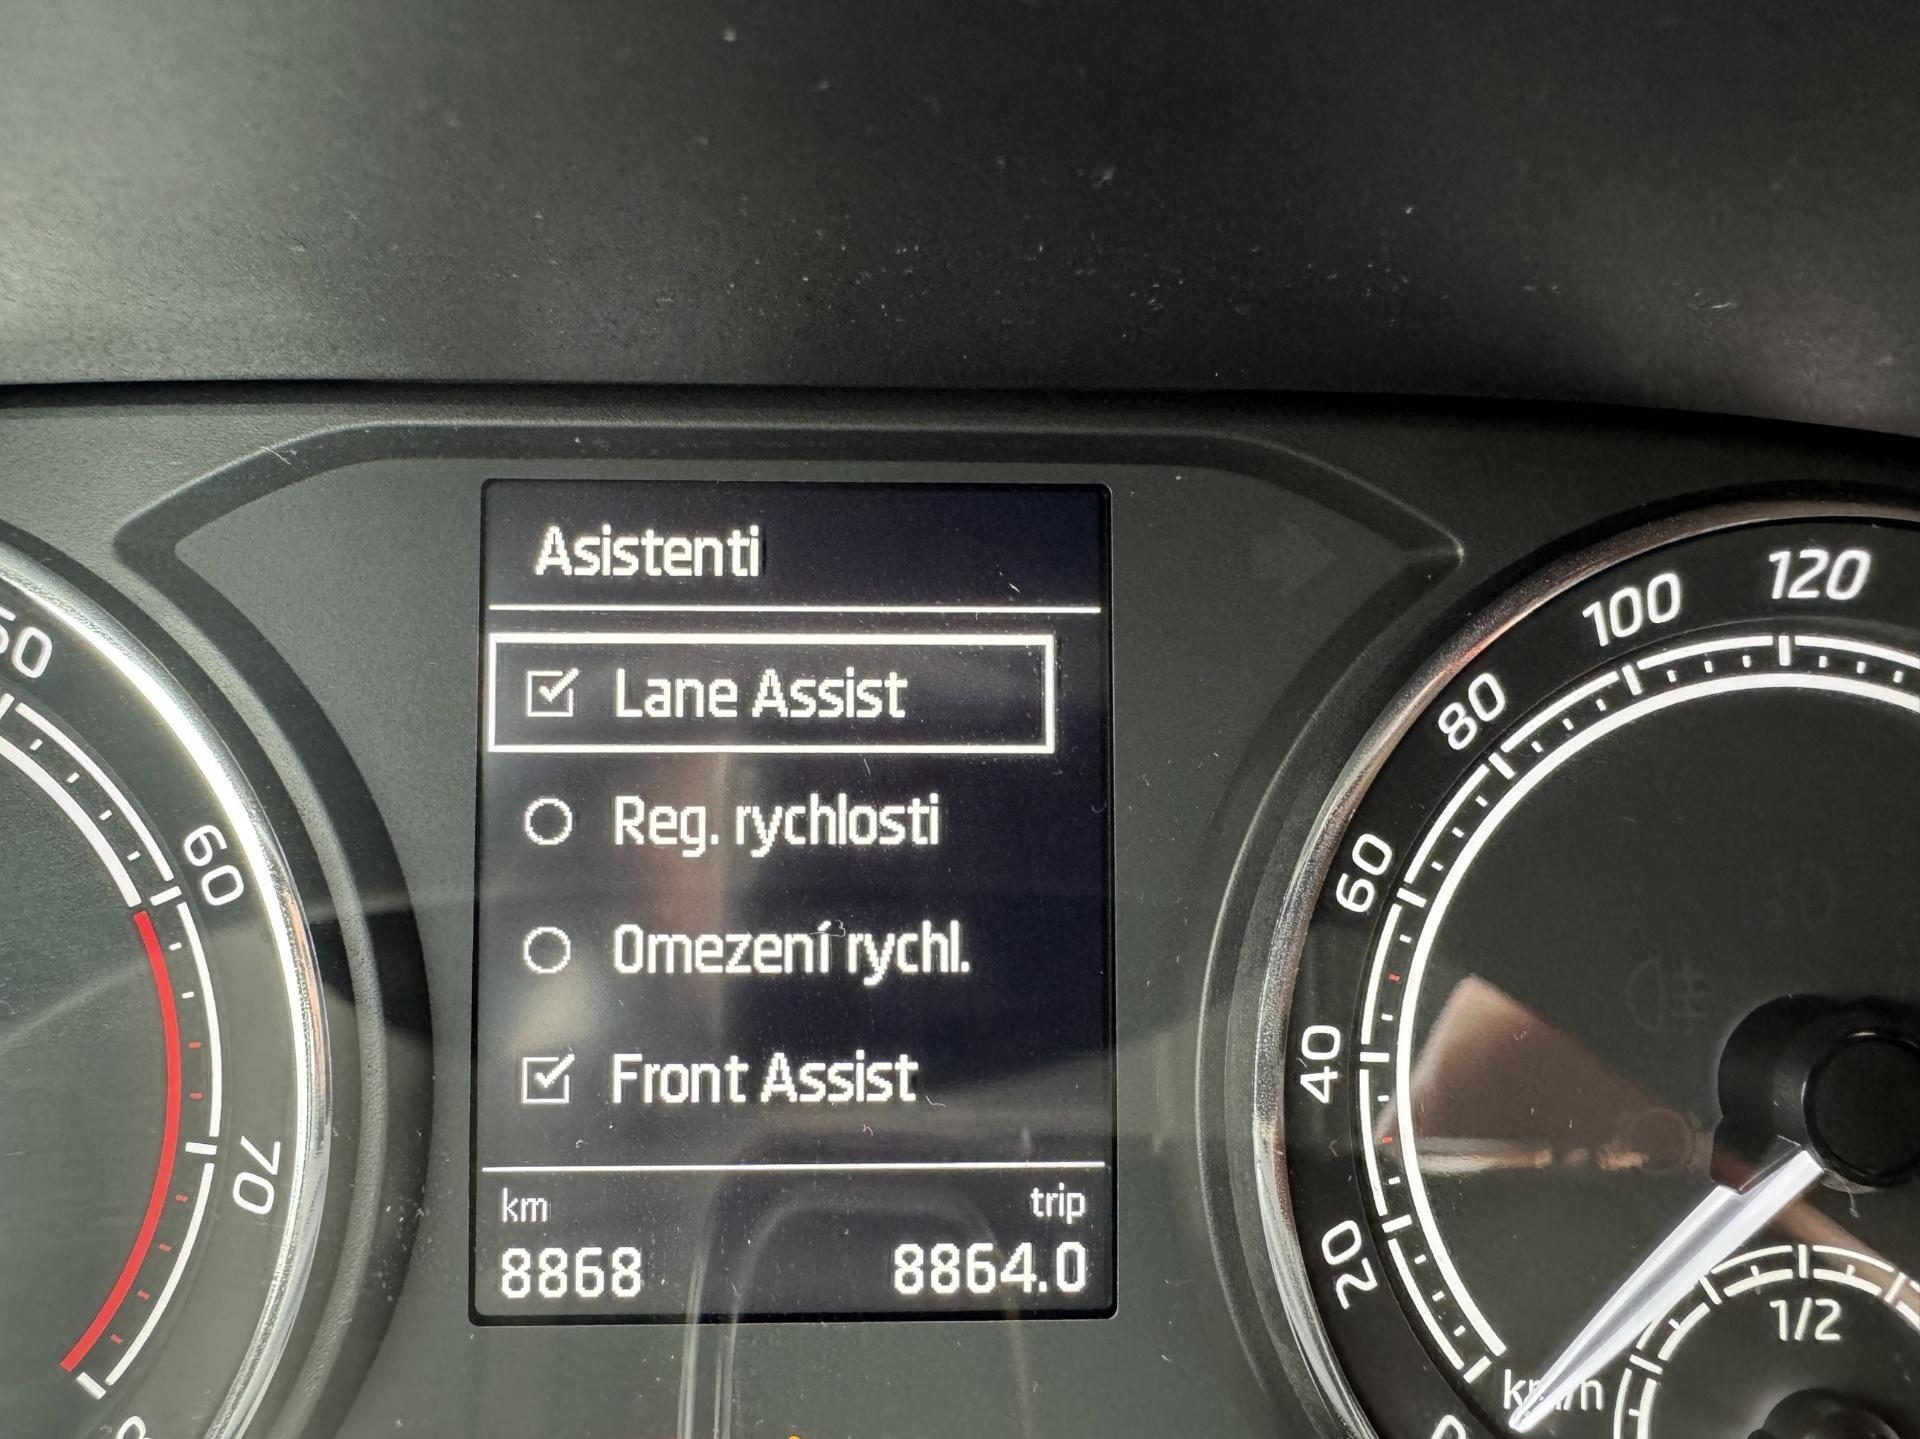 Asistenti
Lane Assist
Reg. rychlosti
Omezení rychl.
Front Assist
km trip
8868 8864.0
50
60
70
20
40
60
80
100
120
km/h
1/2